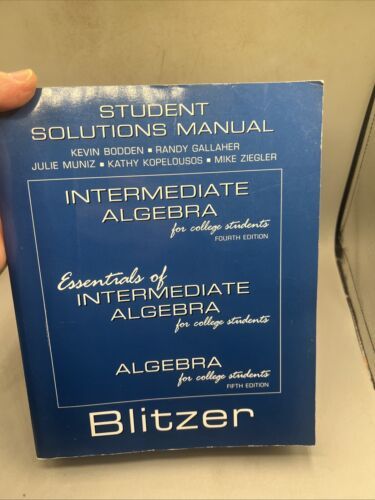 STUDENT
SOLUTIONS MANUAL
KEVIN BODDEN ▪ RANDY GALLAHER
JULIE MUNIZ ▪ KATHY KOPELOUSOS ▪ MIKE ZIEGLER
INTERMEDIATE
ALGEBRA
for college students
FOURTH EDITION
Essentials of
INTERMEDIATE
ALGEBRA
for college students
ALGEBRA
for college students
FIFTH EDITION
Blitzer